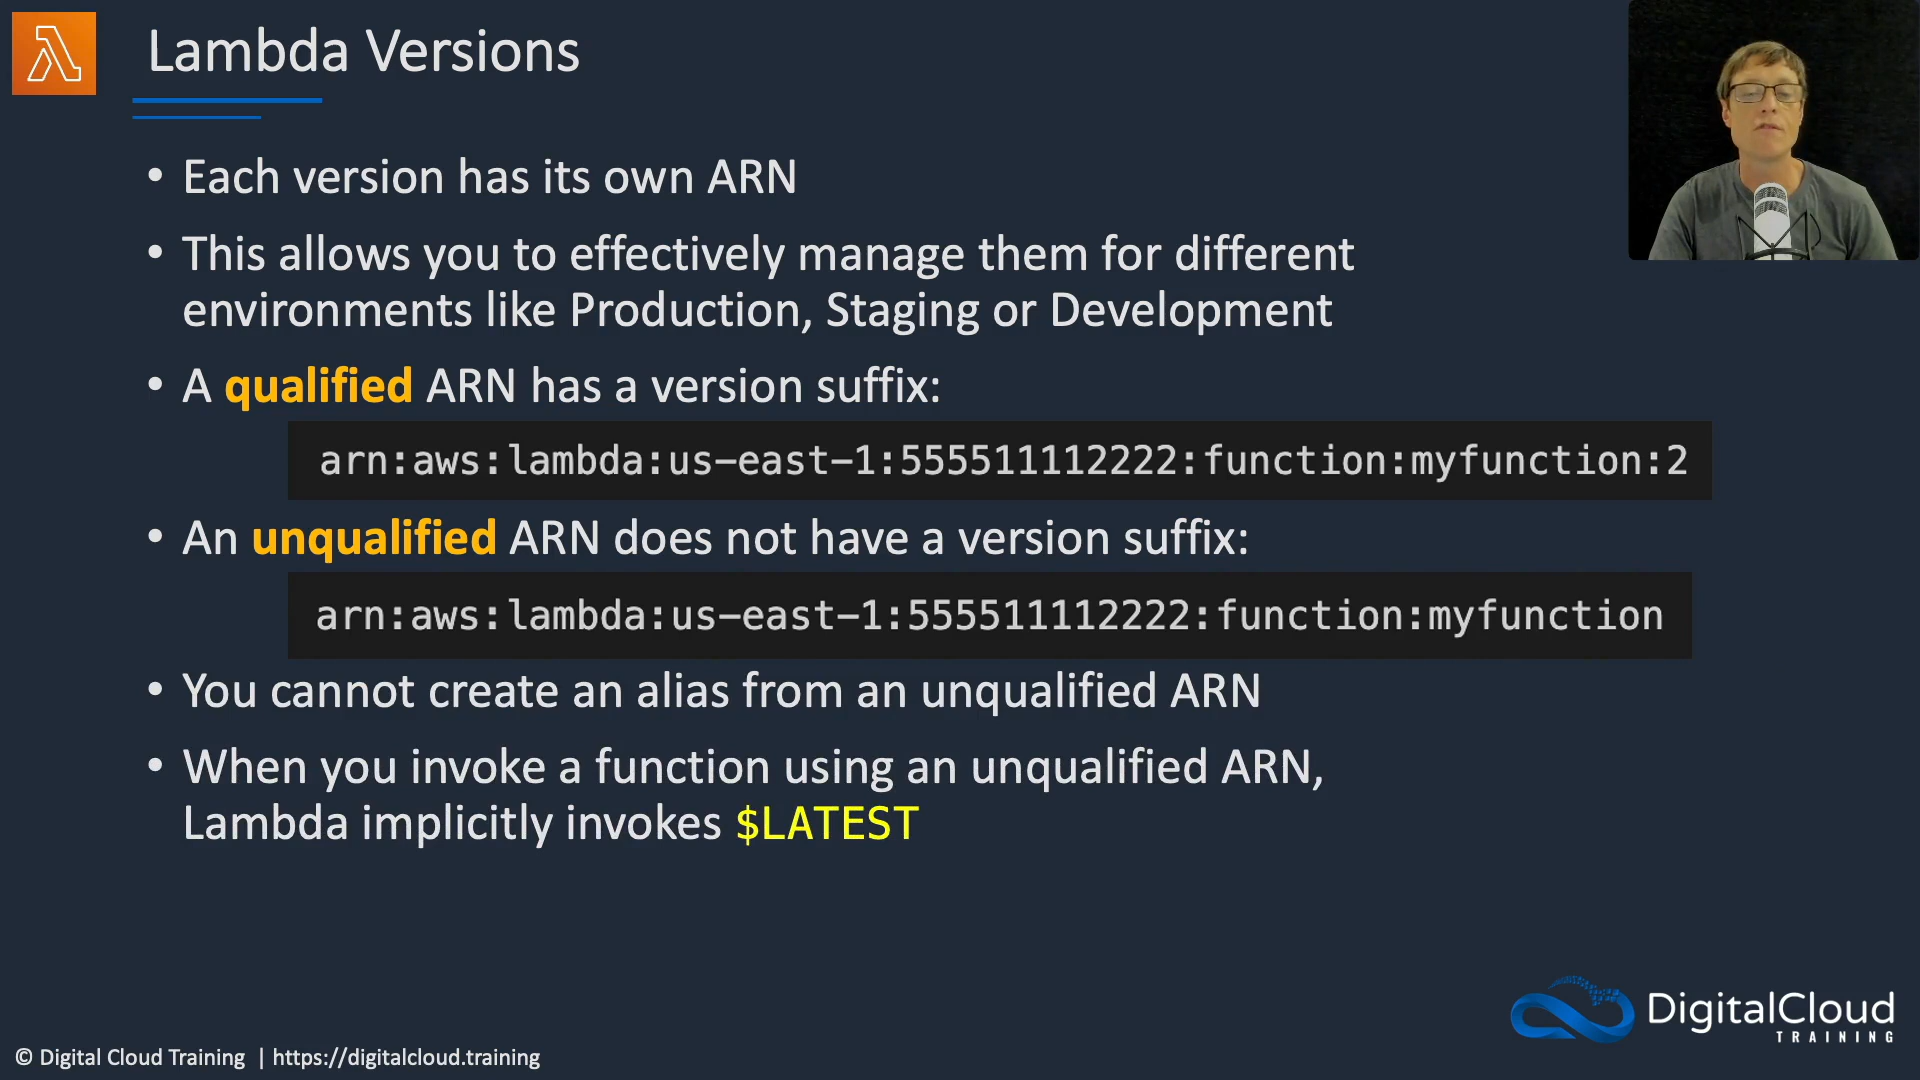 Lambda Versions
• Each version has its own ARN
• This allows you to effectively manage them for different
environments like Production, Staging or Development
• A qualified ARN has a version suffix:
arn:aws:lambda:us-east-1:555511112222:function:myfunction:2
• An unqualified ARN does not have a version suffix:
arn:aws:lambda:us-east-1:555511112222:function:myfunction
• You cannot create an alias from an unqualified ARN
• When you invoke a function using an unqualified ARN,
Lambda implicitly invokes $LATEST
DigitalCloud
TRAINING
© Digital Cloud Training | https://digitalcloud.training